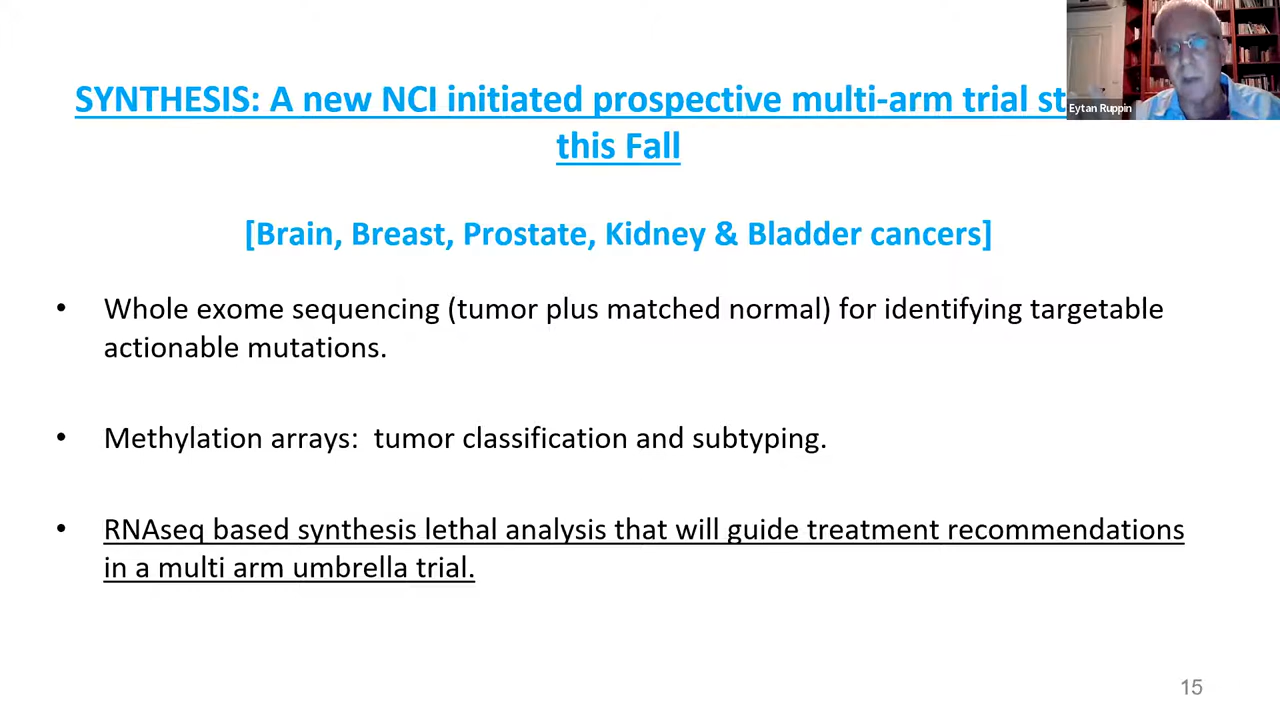 SYNTHESIS: A new NCI initiated prospective multi-arm trial st
this Fall
Eytan Ruppin
[Brain, Breast, Prostate, Kidney & Bladder cancers]
• Whole exome sequencing (tumor plus matched normal) for identifying targetable
actionable mutations.
• Methylation arrays:  tumor classification and subtyping.
• RNAseq based synthesis lethal analysis that will guide treatment recommendations
in a multi arm umbrella trial.
15